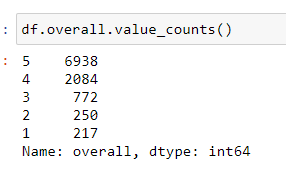 : df.overall.value_counts()
: 5 6938
4 2084
3 772
2 250
1 217
Name: overall, dtype: int64